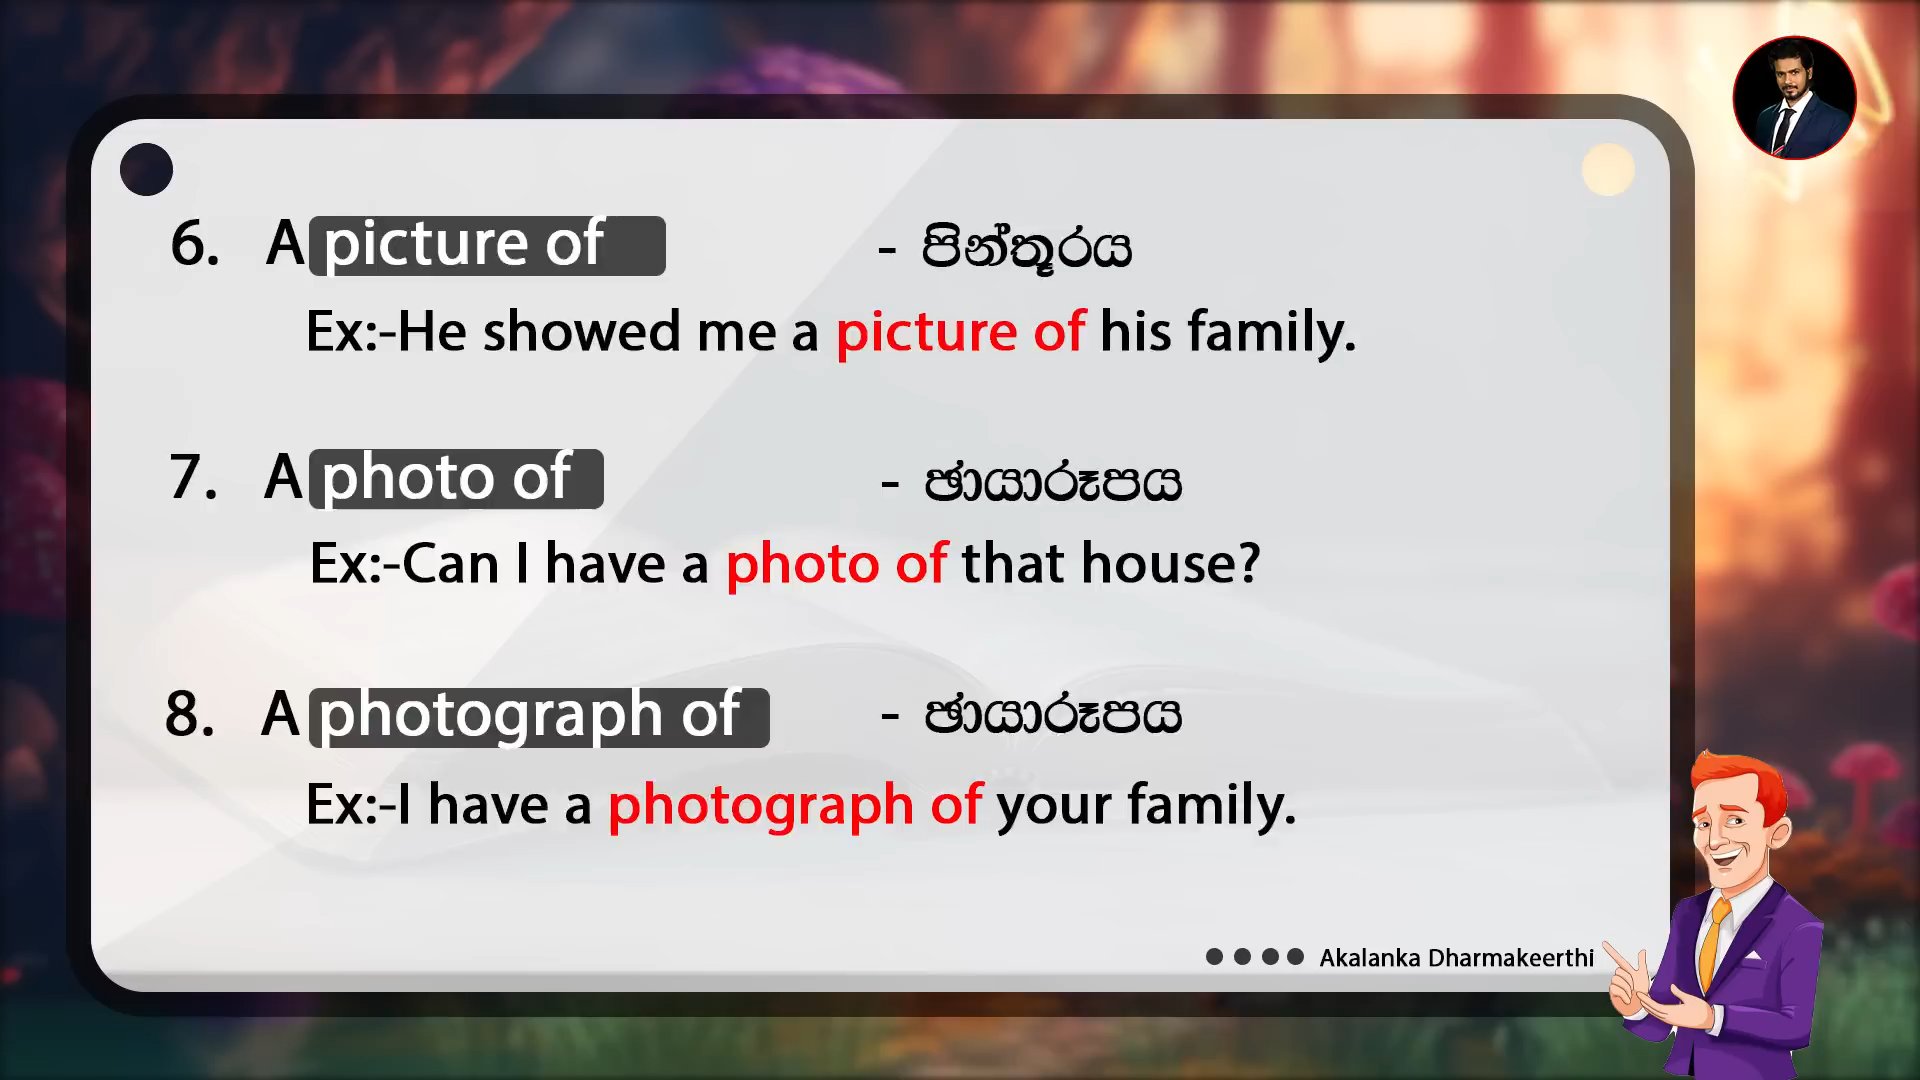 6. A picture of - පින්තූරය
Ex:-He showed me a picture of his family.
7. A photo of - ඡායාරූපය
Ex:-Can I have a photo of that house?
8. A photograph of - ඡායාරූපය
Ex:-I have a photograph of your family.
Akalanka Dharmakeerthi